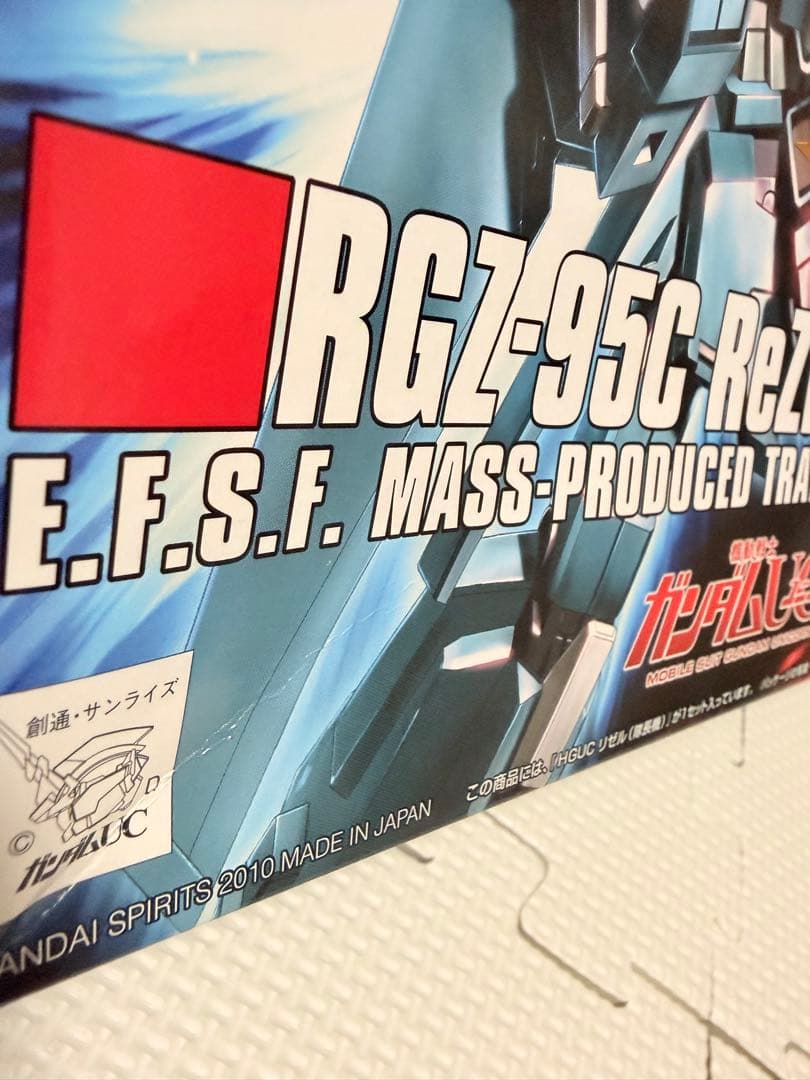 RGZ-95C ReZ
E.F.S.F. MASS-PRODUCED TRA
機動戦士
ガンダムUC
MOBILE SUIT GUNDAM
この商品には、「HGUC リゼル（隊長機）」が1セット入っています。
創通・サンライズ
©
ガンダムUC
ANDAI SPIRITS 2010 MADE IN JAPAN